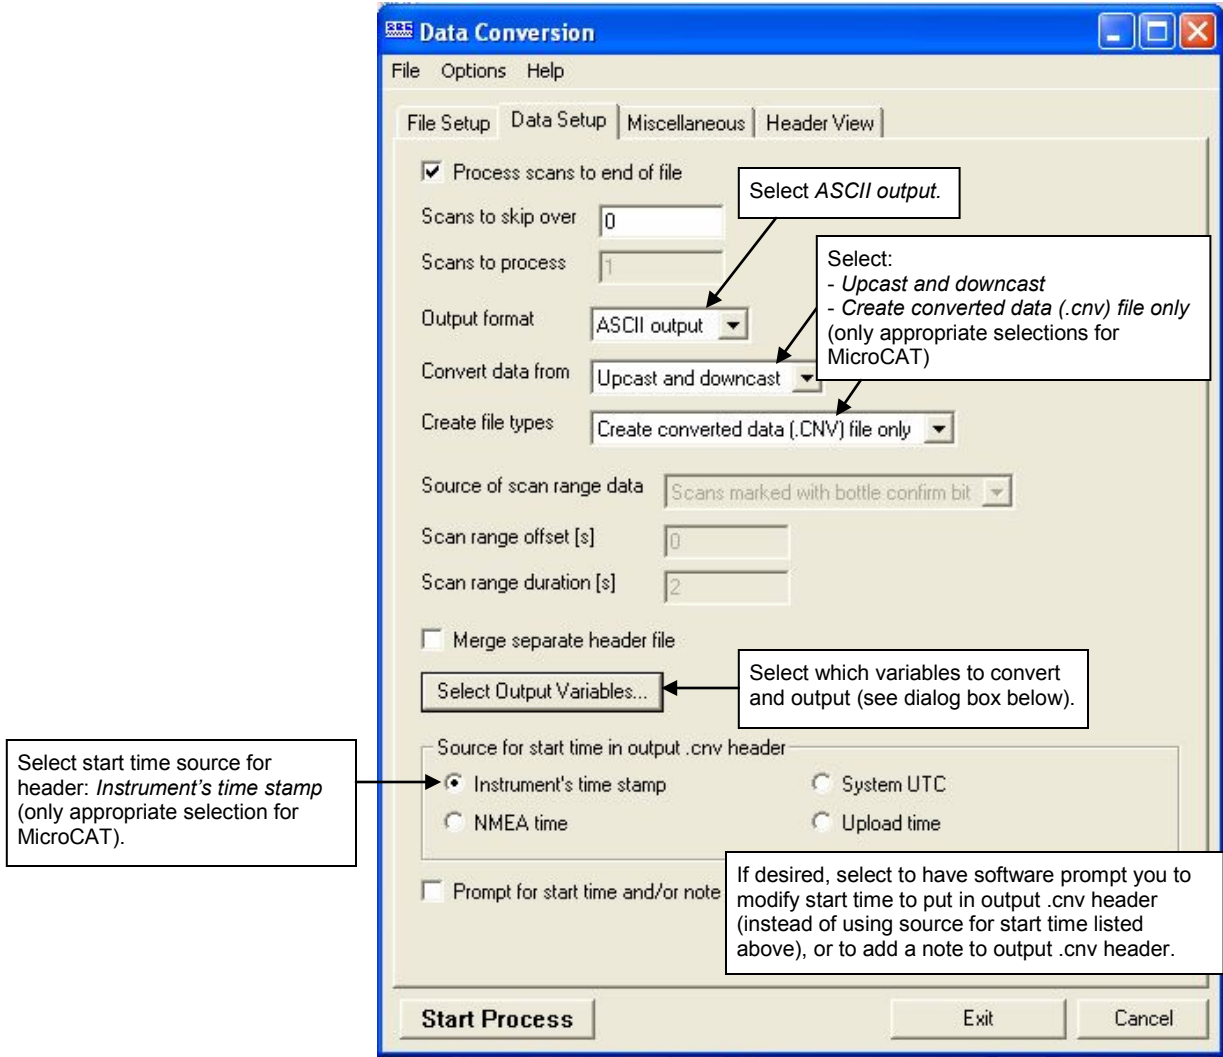 SBE Data Conversion
File Options Help
File Setup Data Setup Miscellaneous Header View
Process scans to end of file
Select ASCII output.
Scans to skip over 0
Scans to process 1
Select:
- Upcast and downcast
- Create converted data (.cnv) file only
(only appropriate selections for
MicroCAT)
Output format ASCII output
Convert data from Upcast and downcast
Create file types Create converted data (.CNV) file only
Source of scan range data Scans marked with bottle confirm bit
Scan range offset [s] 0
Scan range duration [s] 2
Merge separate header file
Select Output Variables...
Select which variables to convert
and output (see dialog box below).
Source for start time in output .cnv header
Select start time source for
header: Instrument's time stamp
(only appropriate selection for
MicroCAT).
Instrument's time stamp System UTC
NMEA time Upload time
Prompt for start time and/or note
If desired, select to have software prompt you to
modify start time to put in output .cnv header
(instead of using source for start time listed
above), or to add a note to output .cnv header.
Start Process Exit Cancel